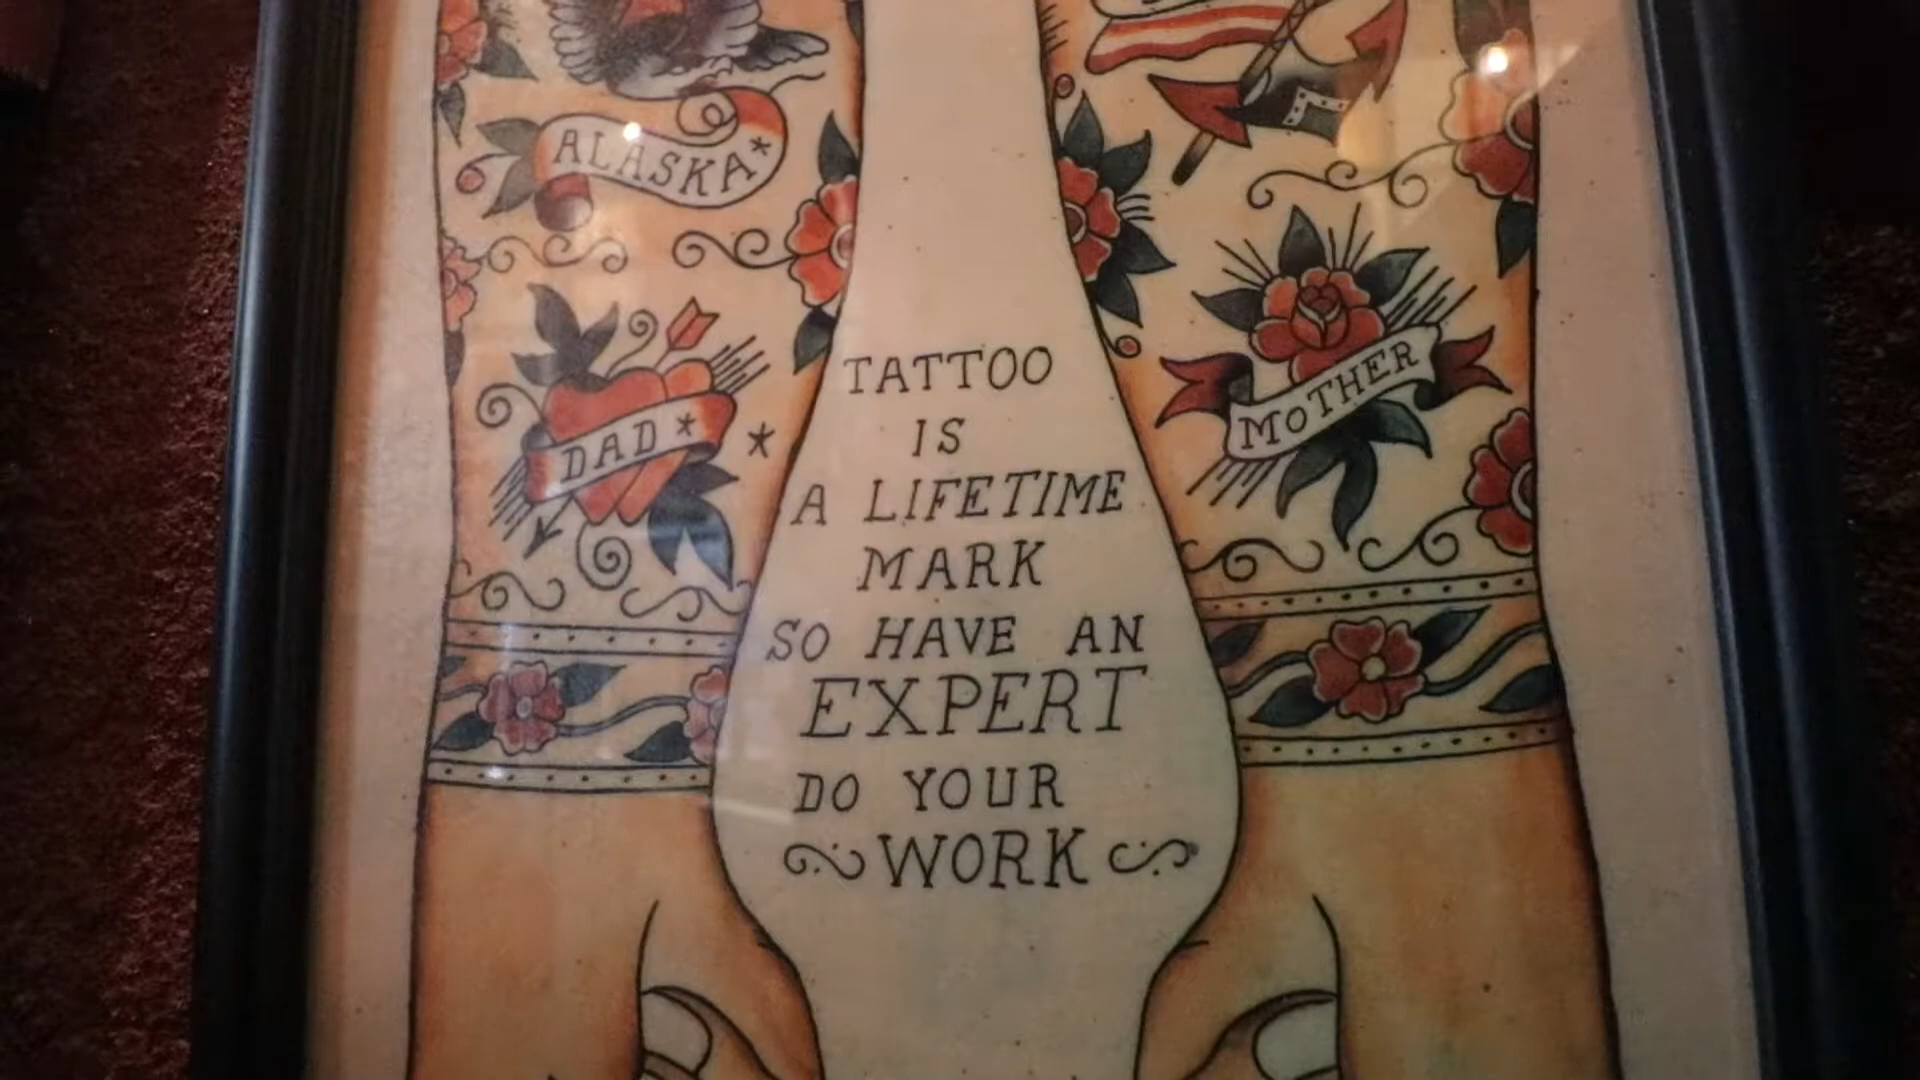 ALASKA*
DAD*
*
MOTHER
TATTOO
IS
A LIFETIME
MARK
SO HAVE AN
EXPERT
DO YOUR
WORK